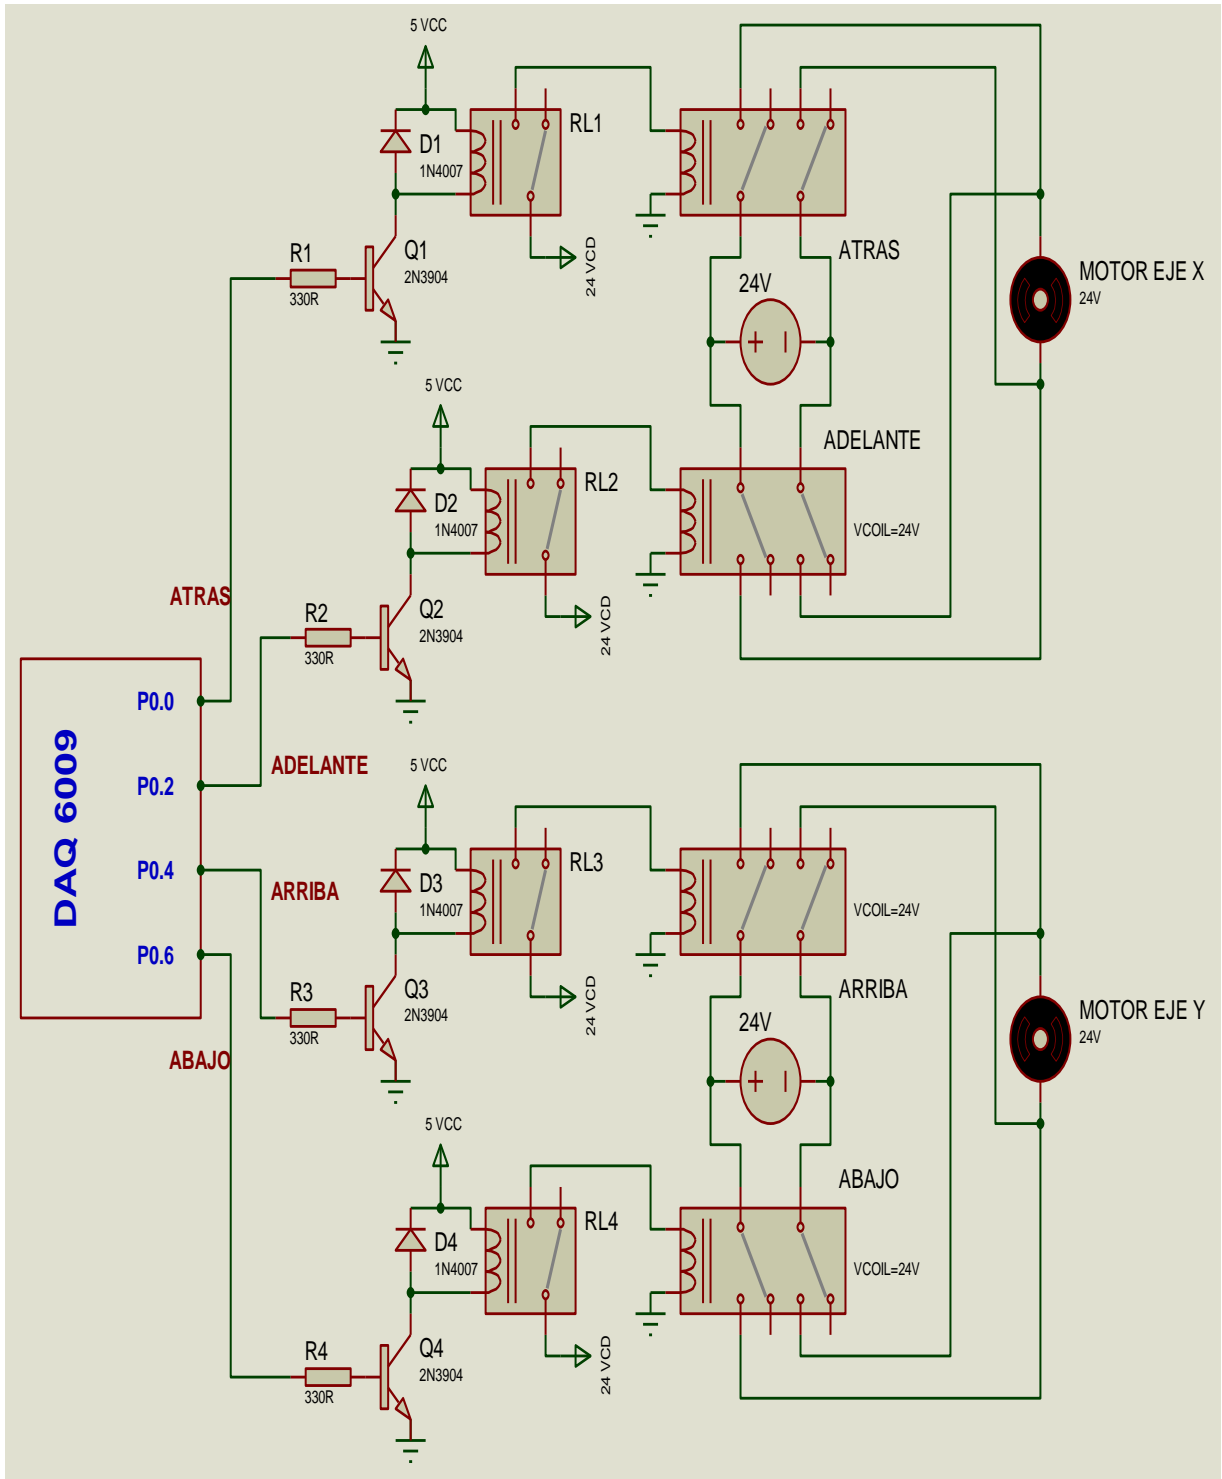 5 VCC
D1
1N4007
RL1
R1
330R
Q1
2N3904
24 VCD
ATRAS
24V
MOTOR EJE X
24V
5 VCC
ADELANTE
D2
1N4007
RL2
VCOIL=24V
ATRAS
R2
330R
Q2
2N3904
24 VCD
DAQ 6009
P0.0
P0.2
P0.4
P0.6
ADELANTE
5 VCC
D3
1N4007
RL3
VCOIL=24V
ARRIBA
R3
330R
Q3
2N3904
24 VCD
ARRIBA
24V
MOTOR EJE Y
24V
ABAJO
5 VCC
ABAJO
D4
1N4007
RL4
VCOIL=24V
R4
330R
Q4
2N3904
24 VCD